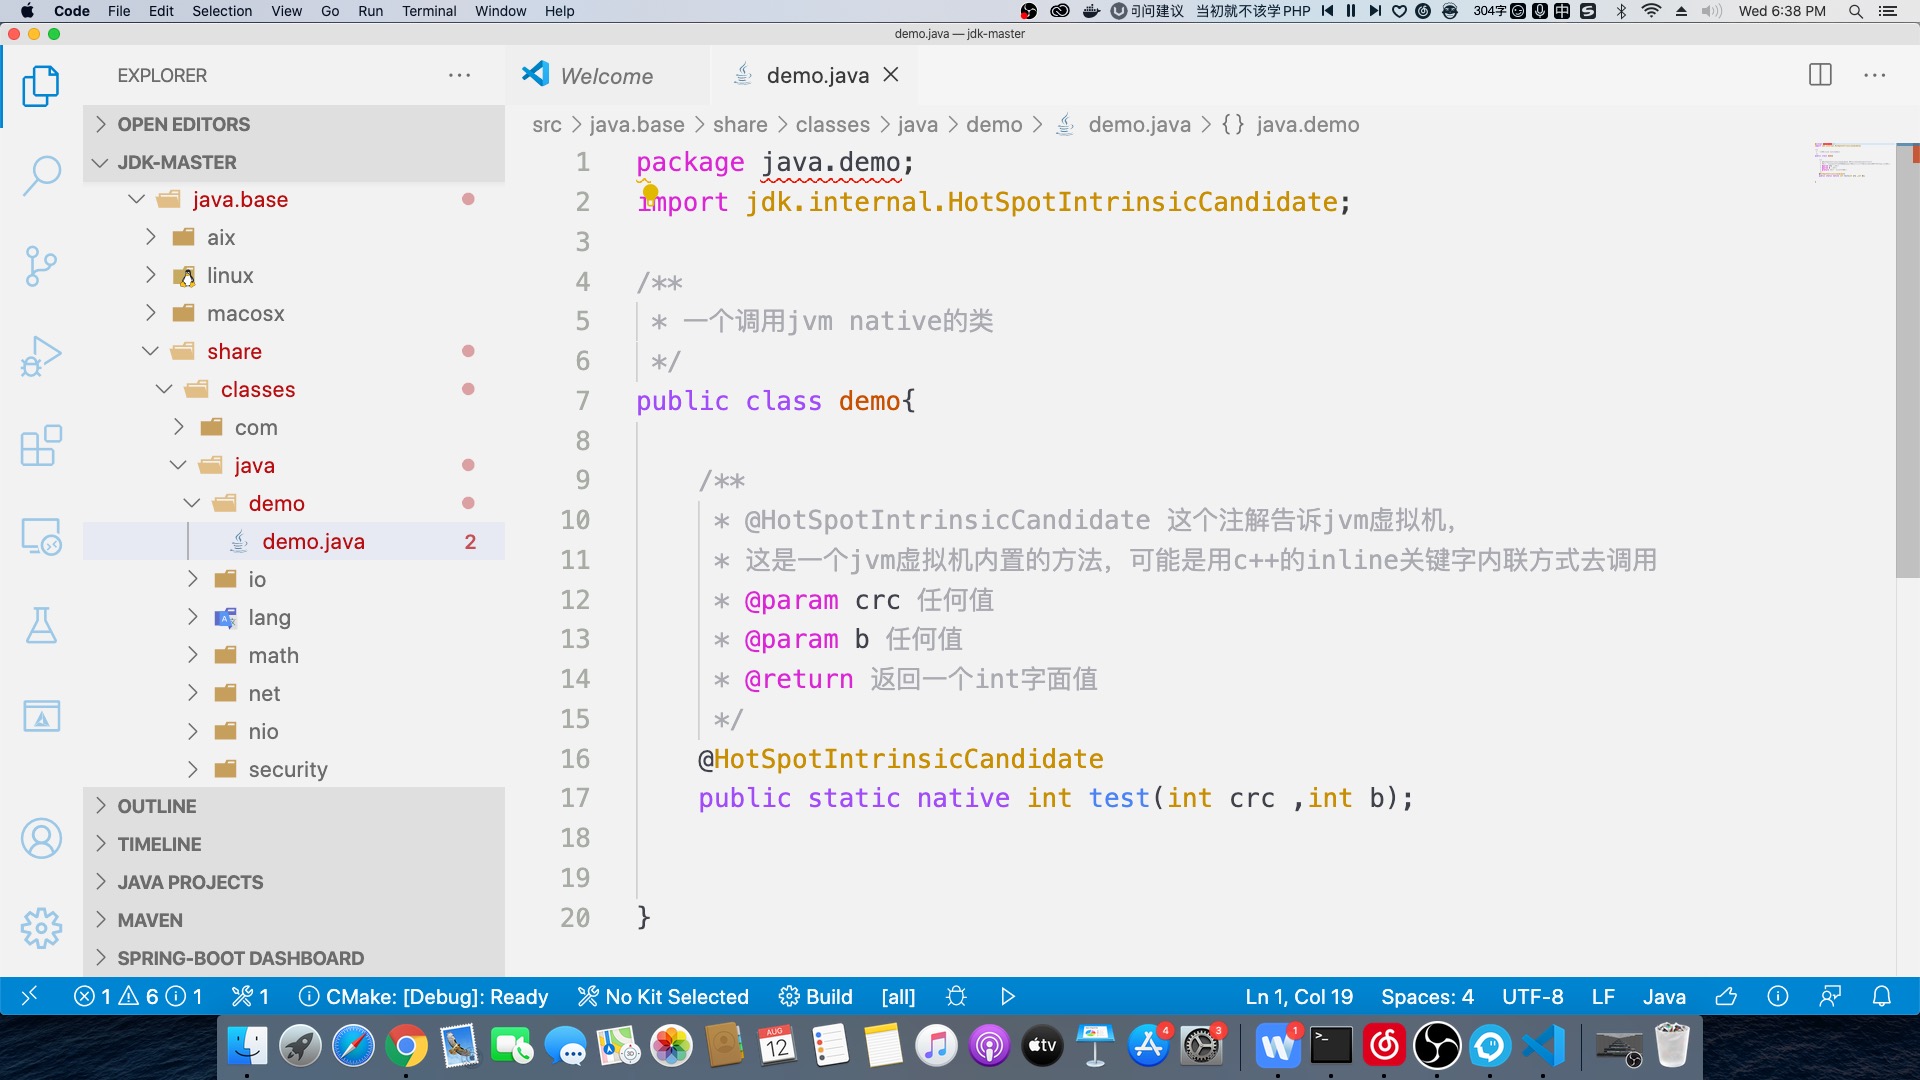 Code File Edit Selection View Go Run Terminal Window Help
可问建议 当初就不该学PHP 304字 中 Wed 6:38 PM
demo.java — jdk-master
EXPLORER
Welcome
demo.java
OPEN EDITORS
JDK-MASTER
java.base
aix
linux
macosx
share
classes
com
java
demo
demo.java 2
io
lang
math
net
nio
security
OUTLINE
TIMELINE
JAVA PROJECTS
MAVEN
SPRING-BOOT DASHBOARD
src > java.base > share > classes > java > demo > demo.java > {} java.demo
1 package java.demo;
2 import jdk.internal.HotSpotIntrinsicCandidate;
3
4 /**
5 * 一个调用jvm native的类
6 */
7 public class demo{
8
9 /**
10 * @HotSpotIntrinsicCandidate 这个注解告诉jvm虚拟机,
11 * 这是一个jvm虚拟机内置的方法, 可能是用c++的inline关键字内联方式去调用
12 * @param crc 任何值
13 * @param b 任何值
14 * @return 返回一个int字面值
15 */
16 @HotSpotIntrinsicCandidate
17 public static native int test(int crc ,int b);
18
19
20 }
1 6 1 1 CMake: [Debug]: Ready No Kit Selected Build [all] Ln 1, Col 19 Spaces: 4 UTF-8 LF Java
AUG
12
tv
4
3
1